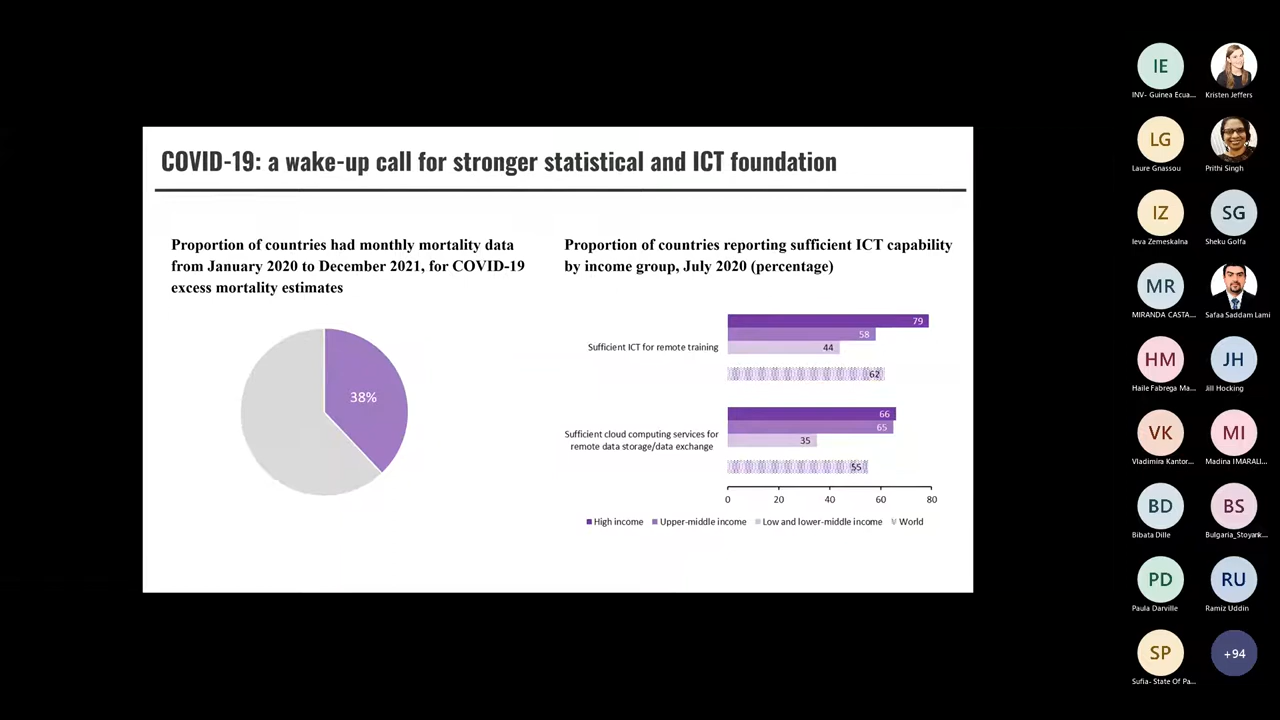 COVID-19: a wake-up call for stronger statistical and ICT foundation
Proportion of countries had monthly mortality data
from January 2020 to December 2021, for COVID-19
excess mortality estimates
38%
Proportion of countries reporting sufficient ICT capability
by income group, July 2020 (percentage)
Sufficient ICT for remote training
79
58
44
62
Sufficient cloud computing services for
remote data storage/data exchange
66
65
35
55
0 20 40 60 80
High income Upper-middle income Low and lower-middle income World
IE
INV- Guinea Ecua...
Kristen Jeffers
LG
Laure Gnassou
Prithi Singh
IZ
Ieva Zemeskalna
SG
Sheku Golfa
MR
MIRANDA CASTA...
Safaa Saddam Lami
HM
Haile Fabrega Ma...
JH
Jill Hocking
VK
Vladimira Kantor...
MI
Madina IMARALI...
BD
Bibata Dille
BS
Bulgaria_Stoyank...
PD
Paula Darville
RU
Ramiz Uddin
SP
Sufia- State Of Pa...
+94